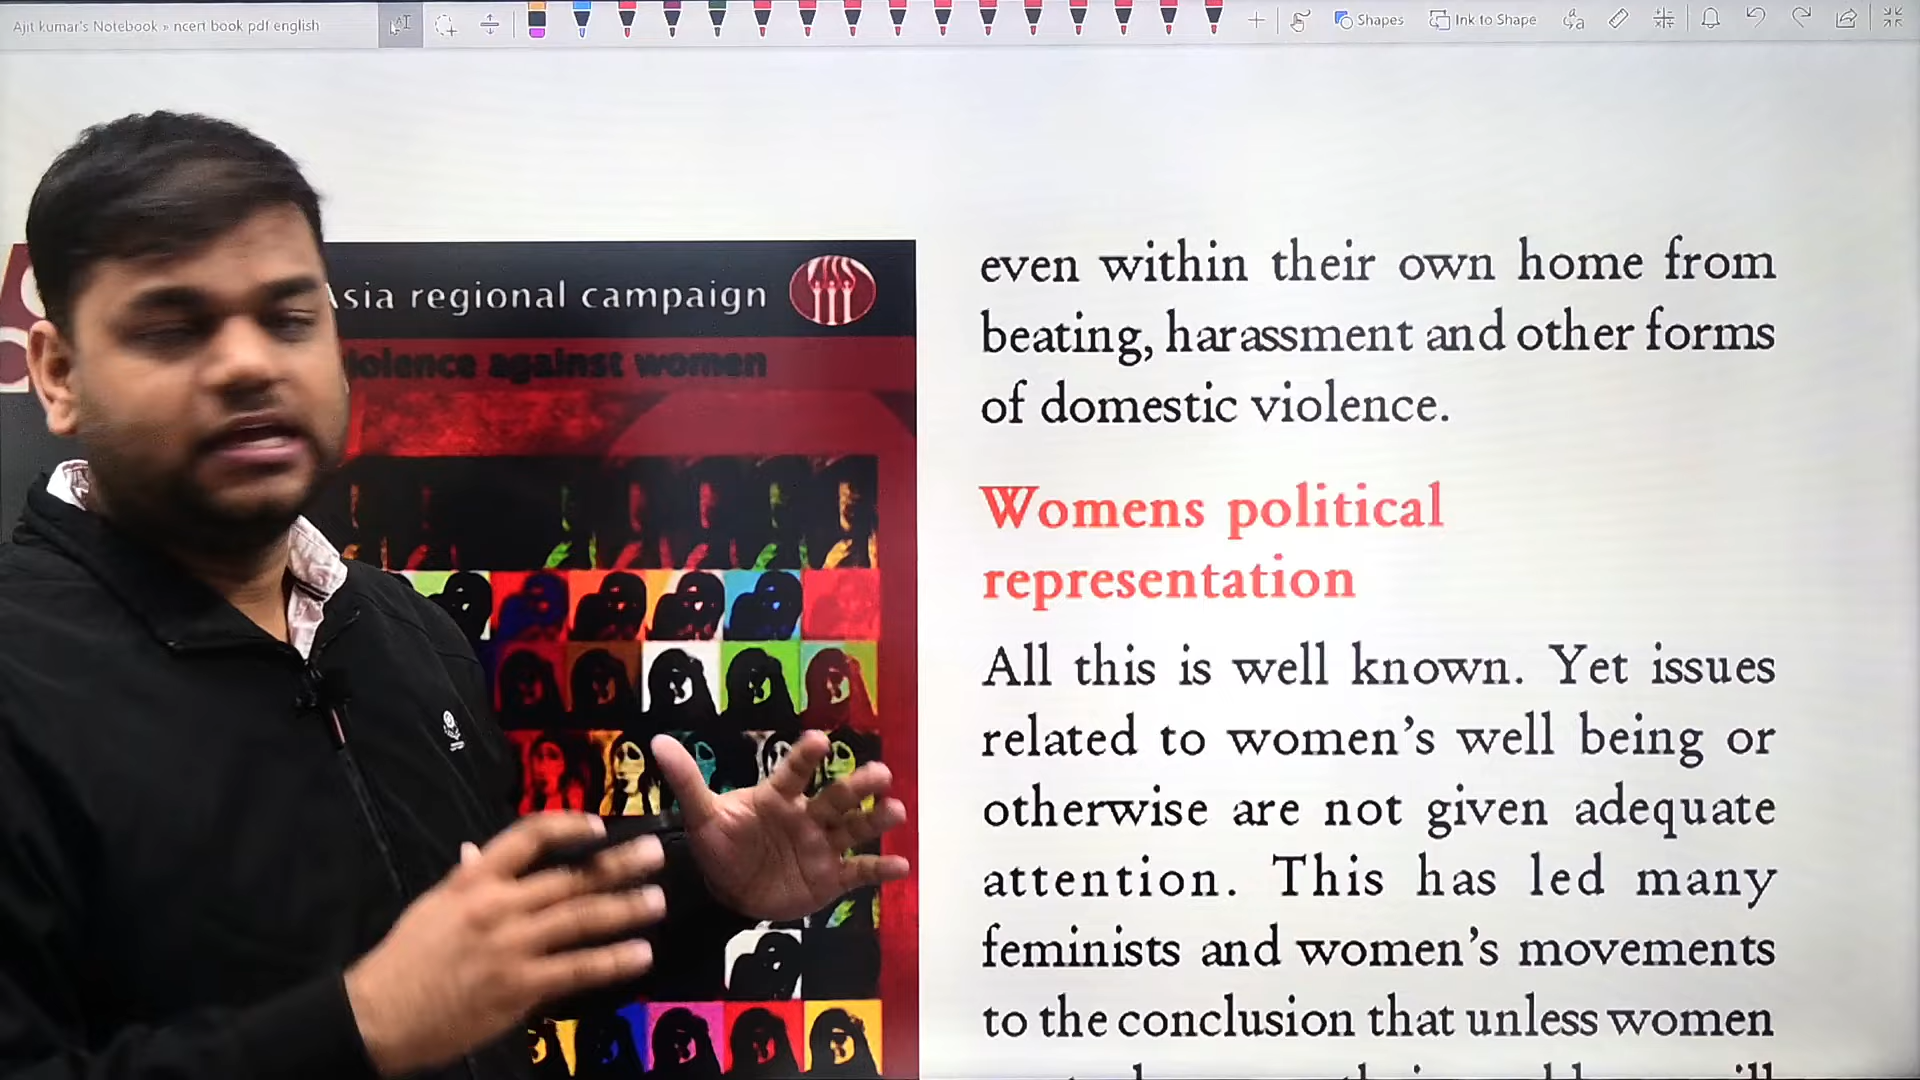 Ajit kumar's Notebook » ncert book pdf english
Shapes
Ink to Shape
Asia regional campaign
violence against women
even within their own home from
beating, harassment and other forms
of domestic violence.
Womens political
representation
All this is well known. Yet issues
related to women's well being or
otherwise are not given adequate
attention. This has led many
feminists and women's movements
to the conclusion that unless women